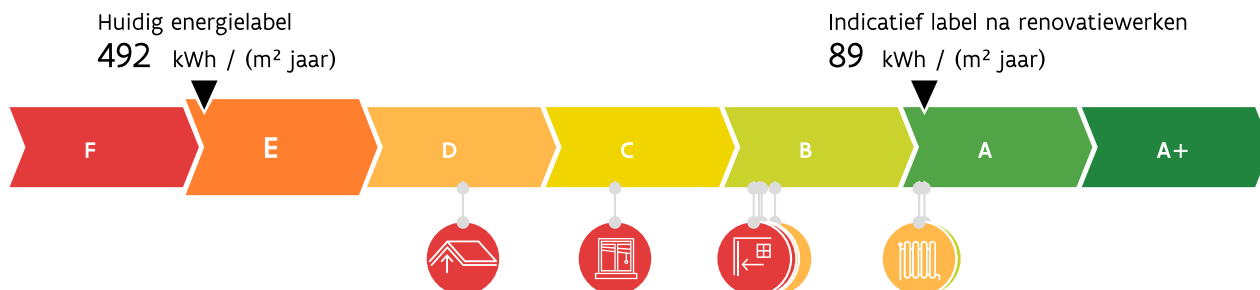 Huidig energielabel
492 kWh / (m² jaar)
Indicatief label na renovatiewerken
89 kWh / (m² jaar)
F
E
D
C
B
A
A+